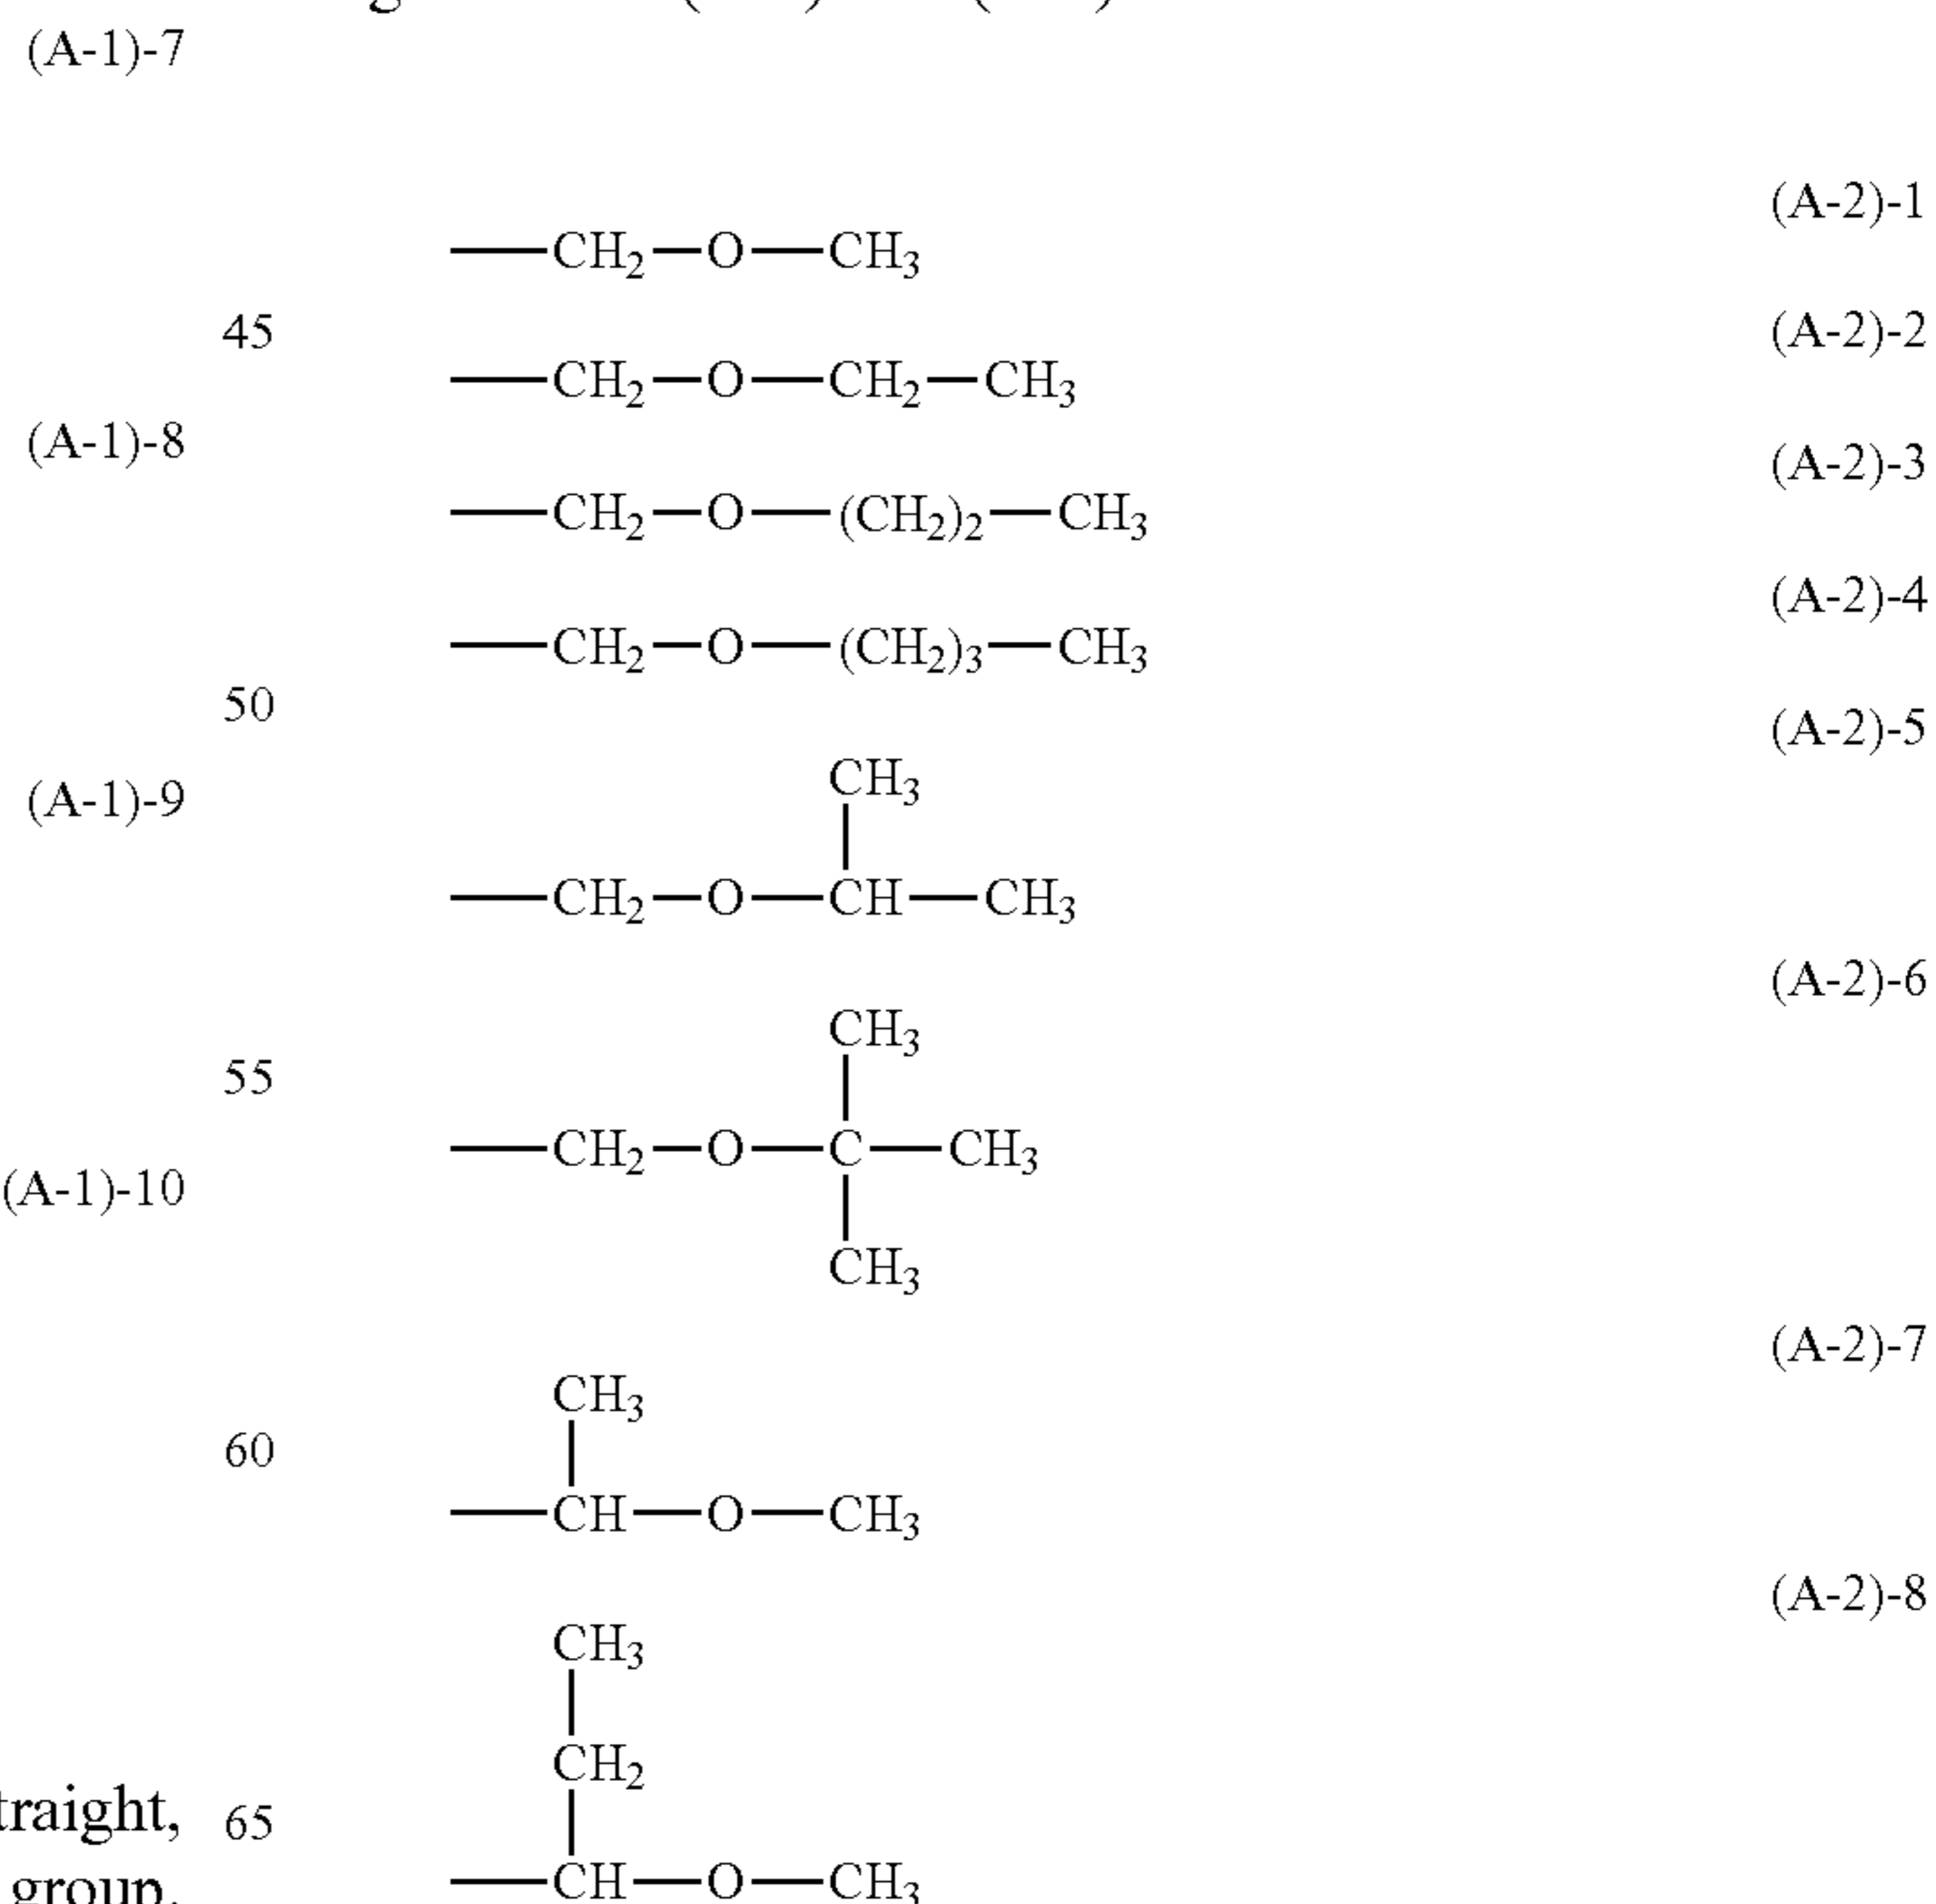 (A-1)-7
(A-2)-1
—CH₂—O—CH₃
45
(A-2)-2
—CH₂—O—CH₂—CH₃
(A-1)-8
(A-2)-3
—CH₂—O—(CH₂)₂—CH₃
(A-2)-4
—CH₂—O—(CH₂)₃—CH₃
50
(A-2)-5
CH₃
(A-1)-9
—CH₂—O—CH—CH₃
(A-2)-6
CH₃
55
—CH₂—O—C—CH₃
(A-1)-10
CH₃
(A-2)-7
CH₃
60
—CH—O—CH₃
(A-2)-8
CH₃
CH₂
traight,
65
—CH—O—CH₃
group,